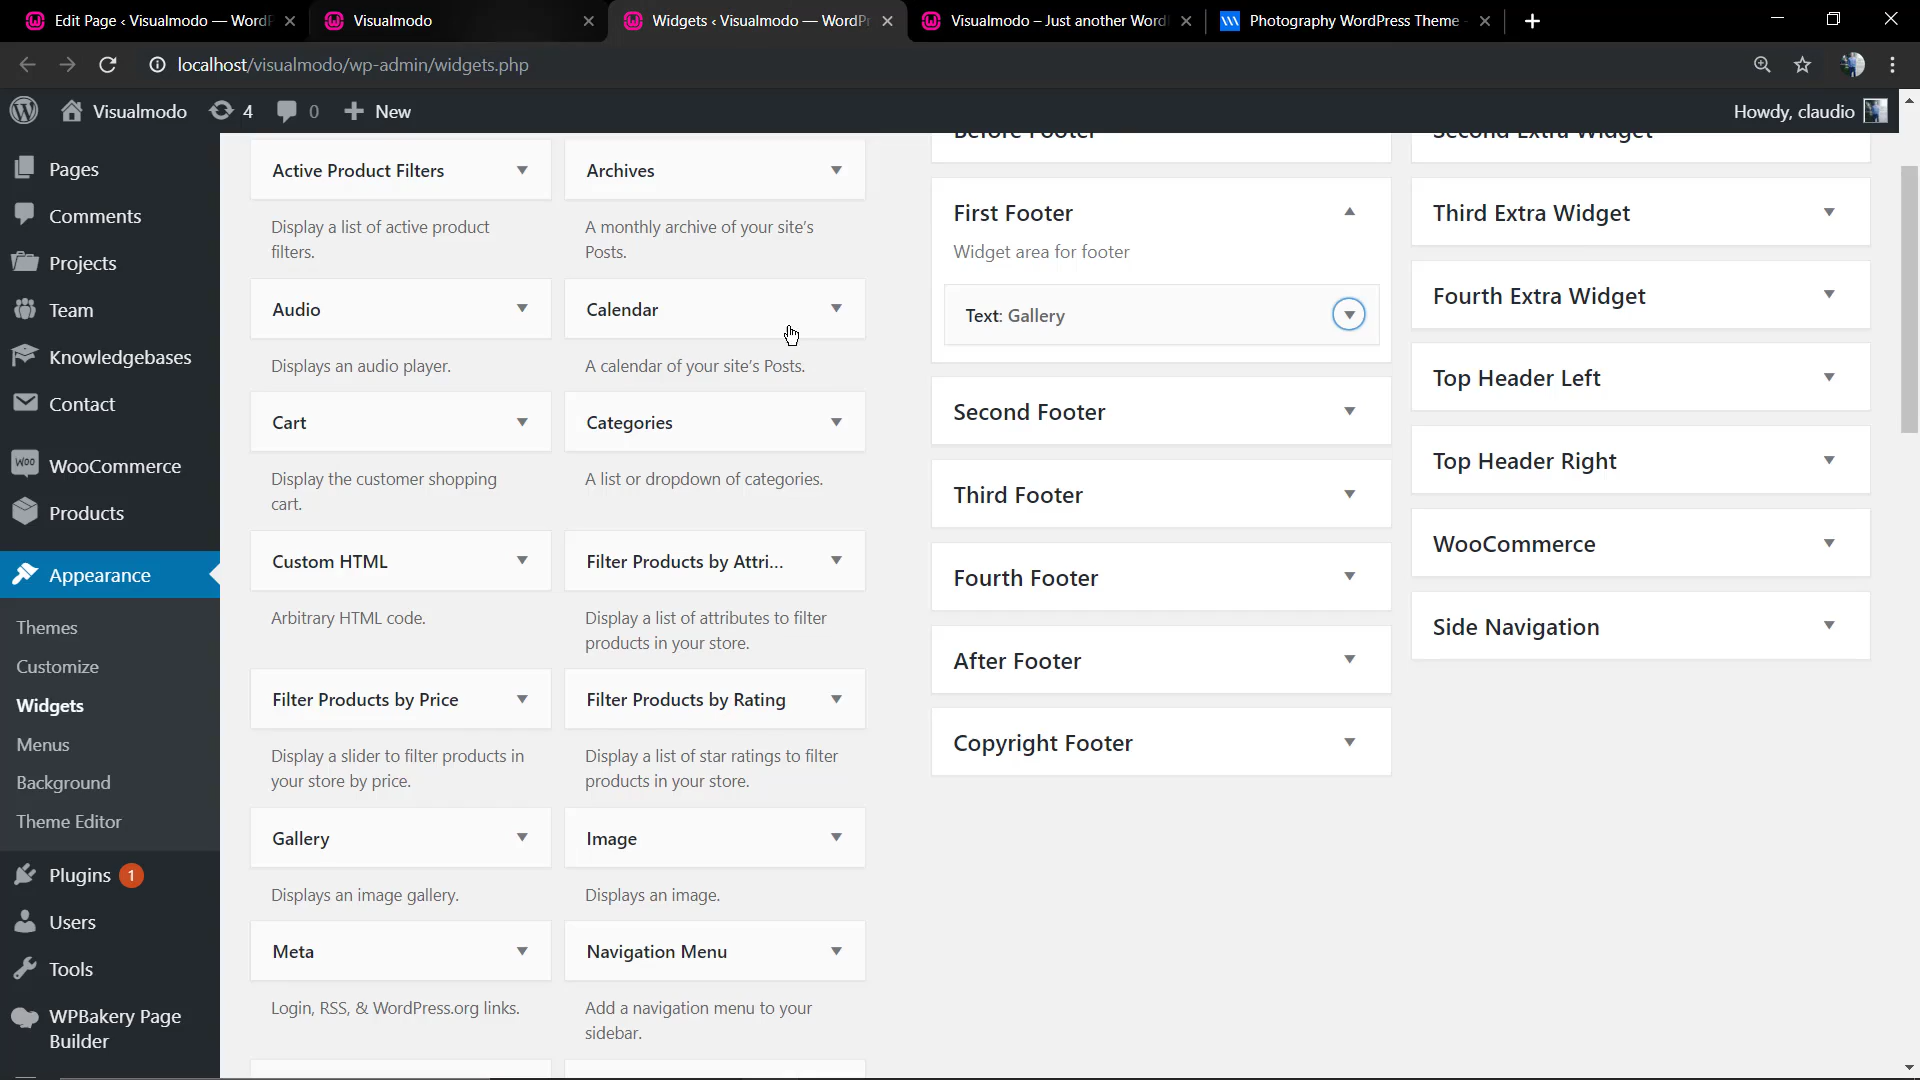 Edit Page ‹ Visualmodo — WordP
Visualmodo
Widgets ‹ Visualmodo — WordPr
Visualmodo – Just another Word
Photography WordPress Theme -
localhost/visualmodo/wp-admin/widgets.php
Visualmodo
4
0
New
Howdy, claudio
Pages
Comments
Projects
Team
Knowledgebases
Contact
WooCommerce
Products
Appearance
Themes
Customize
Widgets
Menus
Background
Theme Editor
Plugins 1
Users
Tools
WPBakery Page
Builder
Active Product Filters
Display a list of active product
filters.
Archives
A monthly archive of your site's
Posts.
Audio
Displays an audio player.
Calendar
A calendar of your site's Posts.
Cart
Display the customer shopping
cart.
Categories
A list or dropdown of categories.
Custom HTML
Arbitrary HTML code.
Filter Products by Attri...
Display a list of attributes to filter
products in your store.
Filter Products by Price
Display a slider to filter products in
your store by price.
Filter Products by Rating
Display a list of star ratings to filter
products in your store.
Gallery
Displays an image gallery.
Image
Displays an image.
Meta
Login, RSS, & WordPress.org links.
Navigation Menu
Add a navigation menu to your
sidebar.
Before Footer
First Footer
Widget area for footer
Text: Gallery
Second Footer
Third Footer
Fourth Footer
After Footer
Copyright Footer
Second Extra Widget
Third Extra Widget
Fourth Extra Widget
Top Header Left
Top Header Right
WooCommerce
Side Navigation